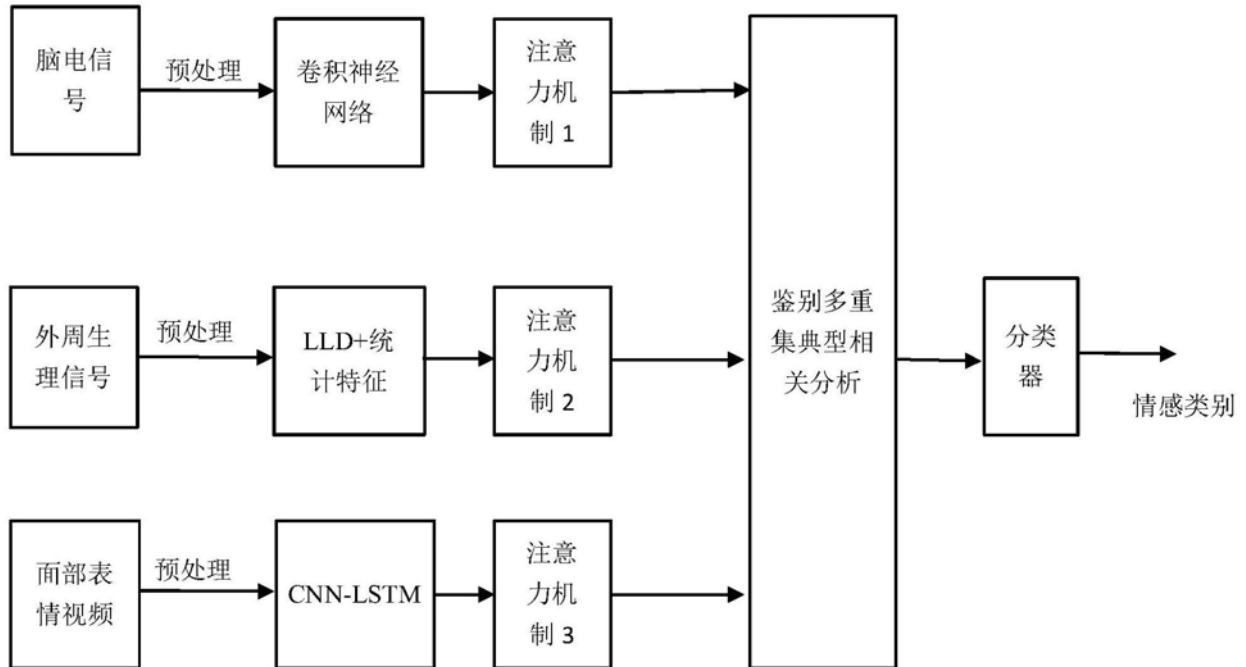 脑电信
号
预处理
卷积神经
网络
注意
力机
制 1
外周生
理信号
预处理
LLD+统
计特征
注意
力机
制 2
面部表
情视频
预处理
CNN-LSTM
注意
力机
制 3
鉴别多重
集典型相
关分析
分类
器
情感类别